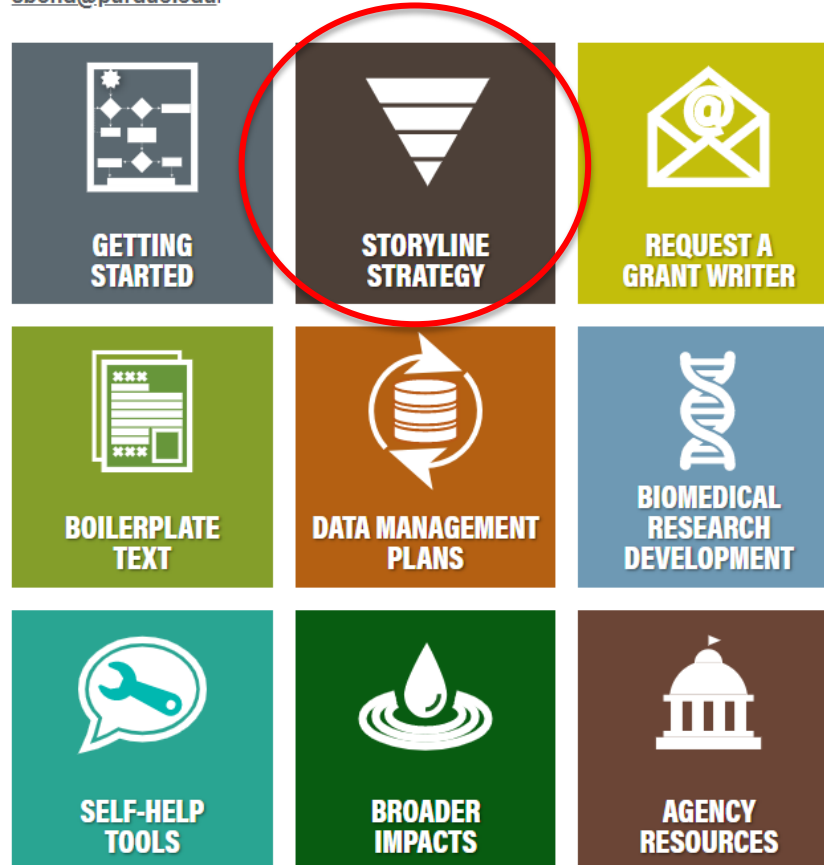 GETTING
STARTED
STORYLINE
STRATEGY
@
REQUEST A
GRANT WRITER
BOILERPLATE
TEXT
DATA MANAGEMENT
PLANS
BIOMEDICAL
RESEARCH
DEVELOPMENT
SELF-HELP
TOOLS
BROADER
IMPACTS
AGENCY
RESOURCES